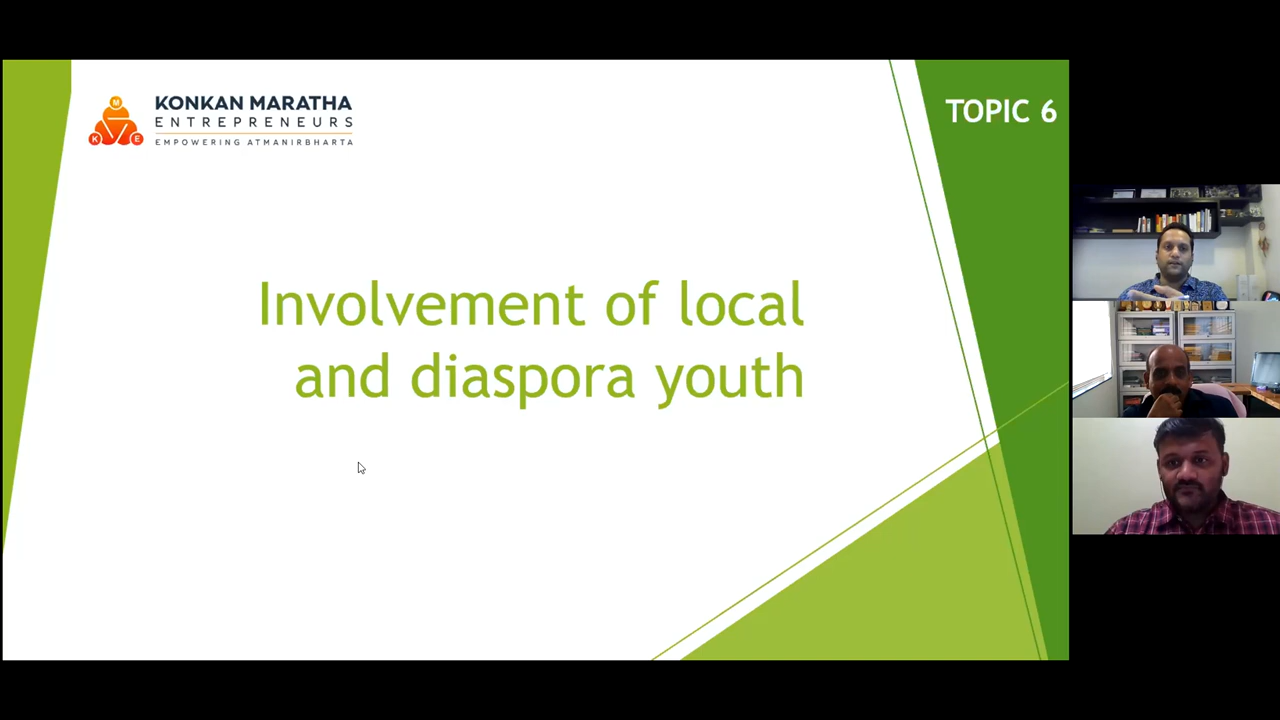 KONKAN MARATHA
ENTREPRENEURS
EMPOWERING ATMANIRBHARTA
M
K
E
TOPIC 6
Involvement of local
and diaspora youth